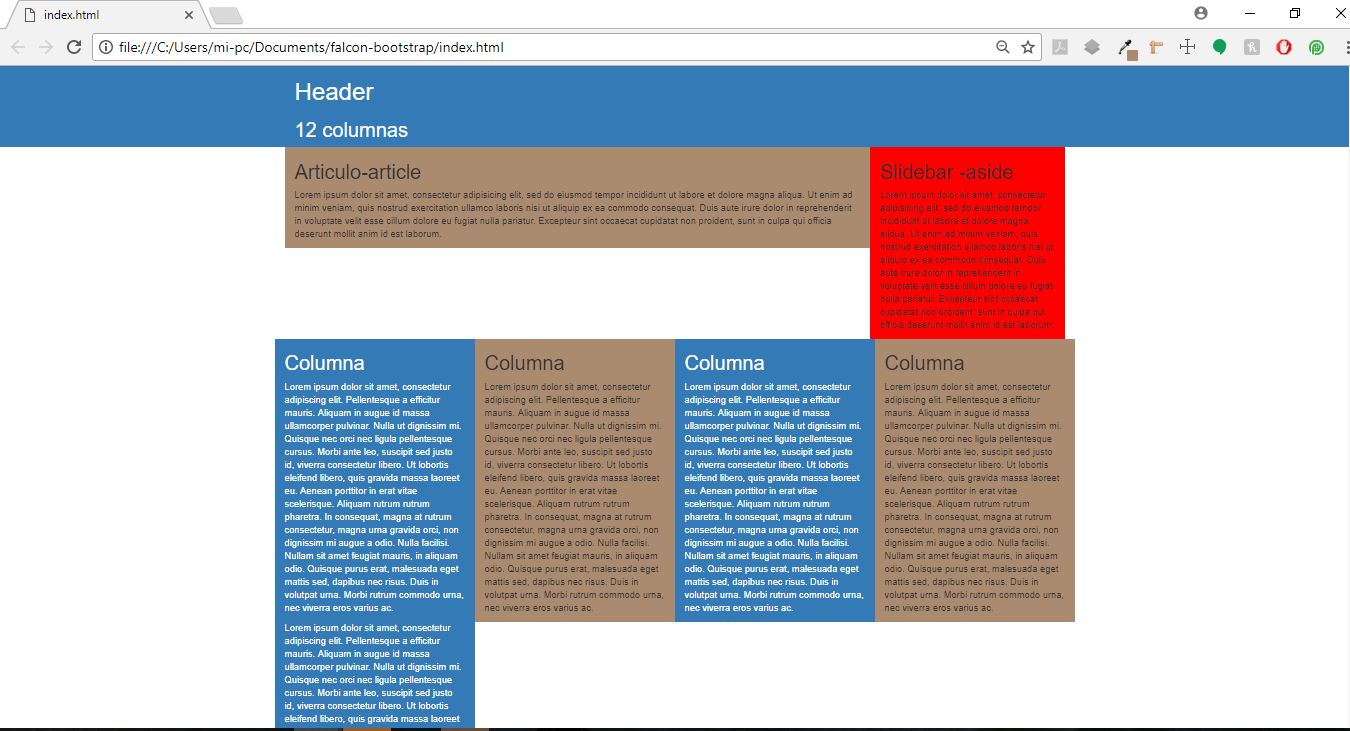 index.html
file:///C:/Users/mi-pc/Documents/falcon-bootstrap/index.html
Header
12 columnas
Articulo-article
Lorem ipsum dolor sit amet, consectetur adipisicing elit, sed do eiusmod tempor incididunt ut labore et dolore magna aliqua. Ut enim ad
minim veniam, quis nostrud exercitation ullamco laboris nisi ut aliquip ex ea commodo consequat. Duis aute irure dolor in reprehenderit
in voluptate velit esse cillum dolore eu fugiat nulla pariatur. Excepteur sint occaecat cupidatat non proident, sunt in culpa qui officia
deserunt mollit anim id est laborum.
Slidebar -aside
Lorem ipsum dolor sit amet, consectetur
adipisicing elit, sed do eiusmod tempor
incididunt ut labore et dolore magna
aliqua. Ut enim ad minim veniam, quis
nostrud exercitation ullamco laboris nisi ut
aliquip ex ea commodo consequat. Duis
aute irure dolor in reprehenderit in
voluptate velit esse cillum dolore eu fugiat
nulla pariatur. Excepteur sint occaecat
cupidatat non proident, sunt in culpa qui
officia deserunt mollit anim id est laborum.
Columna
Lorem ipsum dolor sit amet, consectetur
adipiscing elit. Pellentesque a efficitur
mauris. Aliquam in augue id massa
ullamcorper pulvinar. Nulla ut dignissim mi.
Quisque nec orci nec ligula pellentesque
cursus. Morbi ante leo, suscipit sed justo
id, viverra consectetur libero. Ut lobortis
eleifend libero, quis gravida massa laoreet
eu. Aenean porttitor in erat vitae
scelerisque. Aliquam rutrum rutrum
pharetra. In consequat, magna at rutrum
consectetur, magna urna gravida orci, non
dignissim mi augue a odio. Nulla facilisi.
Nullam sit amet feugiat mauris, in aliquam
odio. Quisque purus erat, malesuada eget
mattis sed, dapibus nec risus. Duis in
volutpat urna. Morbi rutrum commodo urna,
nec viverra eros varius ac.
Lorem ipsum dolor sit amet, consectetur
adipiscing elit. Pellentesque a efficitur
mauris. Aliquam in augue id massa
ullamcorper pulvinar. Nulla ut dignissim mi.
Quisque nec orci nec ligula pellentesque
cursus. Morbi ante leo, suscipit sed justo
id, viverra consectetur libero. Ut lobortis
eleifend libero, quis gravida massa laoreet
Columna
Lorem ipsum dolor sit amet, consectetur
adipiscing elit. Pellentesque a efficitur
mauris. Aliquam in augue id massa
ullamcorper pulvinar. Nulla ut dignissim mi.
Quisque nec orci nec ligula pellentesque
cursus. Morbi ante leo, suscipit sed justo
id, viverra consectetur libero. Ut lobortis
eleifend libero, quis gravida massa laoreet
eu. Aenean porttitor in erat vitae
scelerisque. Aliquam rutrum rutrum
pharetra. In consequat, magna at rutrum
consectetur, magna urna gravida orci, non
dignissim mi augue a odio. Nulla facilisi.
Nullam sit amet feugiat mauris, in aliquam
odio. Quisque purus erat, malesuada eget
mattis sed, dapibus nec risus. Duis in
volutpat urna. Morbi rutrum commodo urna,
nec viverra eros varius ac.
Columna
Lorem ipsum dolor sit amet, consectetur
adipiscing elit. Pellentesque a efficitur
mauris. Aliquam in augue id massa
ullamcorper pulvinar. Nulla ut dignissim mi.
Quisque nec orci nec ligula pellentesque
cursus. Morbi ante leo, suscipit sed justo
id, viverra consectetur libero. Ut lobortis
eleifend libero, quis gravida massa laoreet
eu. Aenean porttitor in erat vitae
scelerisque. Aliquam rutrum rutrum
pharetra. In consequat, magna at rutrum
consectetur, magna urna gravida orci, non
dignissim mi augue a odio. Nulla facilisi.
Nullam sit amet feugiat mauris, in aliquam
odio. Quisque purus erat, malesuada eget
mattis sed, dapibus nec risus. Duis in
volutpat urna. Morbi rutrum commodo urna,
nec viverra eros varius ac.
Columna
Lorem ipsum dolor sit amet, consectetur
adipiscing elit. Pellentesque a efficitur
mauris. Aliquam in augue id massa
ullamcorper pulvinar. Nulla ut dignissim mi.
Quisque nec orci nec ligula pellentesque
cursus. Morbi ante leo, suscipit sed justo
id, viverra consectetur libero. Ut lobortis
eleifend libero, quis gravida massa laoreet
eu. Aenean porttitor in erat vitae
scelerisque. Aliquam rutrum rutrum
pharetra. In consequat, magna at rutrum
consectetur, magna urna gravida orci, non
dignissim mi augue a odio. Nulla facilisi.
Nullam sit amet feugiat mauris, in aliquam
odio. Quisque purus erat, malesuada eget
mattis sed, dapibus nec risus. Duis in
volutpat urna. Morbi rutrum commodo urna,
nec viverra eros varius ac.